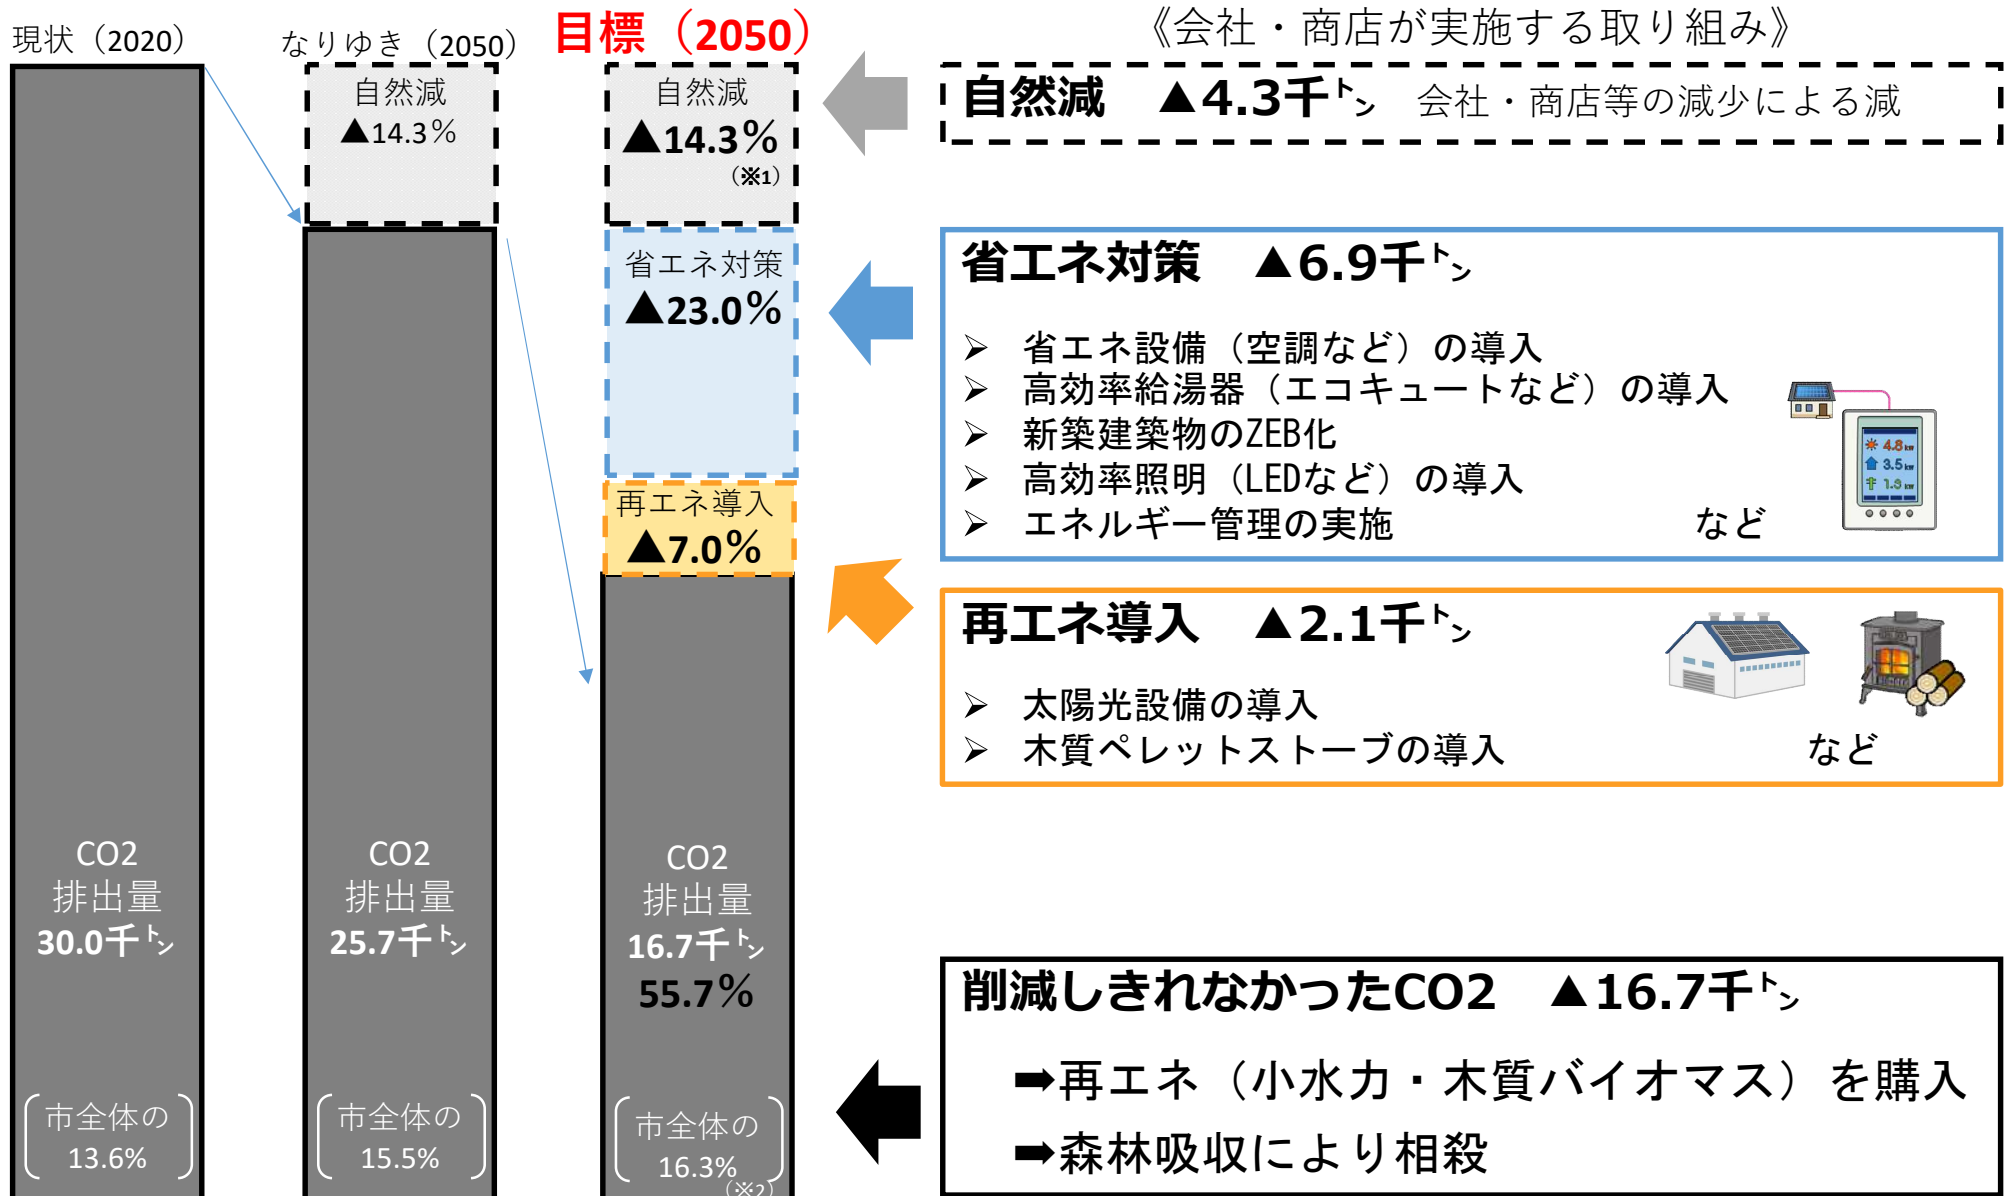 現状（2020）
なりゆき（2050）
目標（2050）
《会社・商店が実施する取り組み》
自然減
▲14.3％
自然減
▲14.3％
（※1）
自然減　▲4.3千㌧　会社・商店等の減少による減
省エネ対策
▲23.0％
省エネ対策　▲6.9千㌧
➢ 省エネ設備（空調など）の導入
➢ 高効率給湯器（エコキュートなど）の導入
➢ 新築建築物のZEB化
➢ 高効率照明（LEDなど）の導入
➢ エネルギー管理の実施　など
4.8kw
3.5kw
1.3kw
再エネ導入
▲7.0％
再エネ導入　▲2.1千㌧
➢ 太陽光設備の導入
➢ 木質ペレットストーブの導入　など
CO2
排出量
30.0千㌧
市全体の
13.6%
CO2
排出量
25.7千㌧
市全体の
15.5%
CO2
排出量
16.7千㌧
55.7％
市全体の
16.3%
（※2）
削減しきれなかったCO2　▲16.7千㌧
➡再エネ（小水力・木質バイオマス）を購入
➡森林吸収により相殺